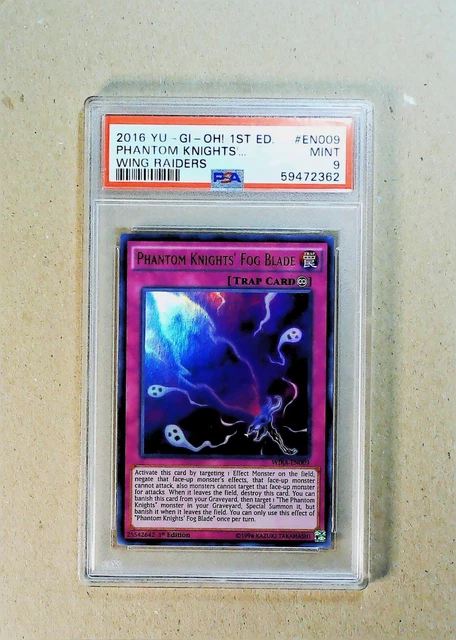 2016 YU-GI-OH! 1ST ED. #EN009
PHANTOM KNIGHTS... MINT
WING RAIDERS 9
PSA 59472362
PHANTOM KNIGHTS' FOG BLADE TRAP
[TRAP CARD]
WIRA-EN009
Activate this card by targeting 1 Effect Monster on the field;
negate that face-up monster's effects, that face-up monster
cannot attack, also monsters cannot target that face-up monster
for attacks. When it leaves the field, destroy this card. You can
banish this card from your Graveyard, then target 1 "The Phantom
Knights" monster in your Graveyard; Special Summon it, but
banish it when it leaves the field. You can only use this effect of
"Phantom Knights' Fog Blade" once per turn.
25542642 1st Edition ©1996 KAZUKI TAKAHASHI